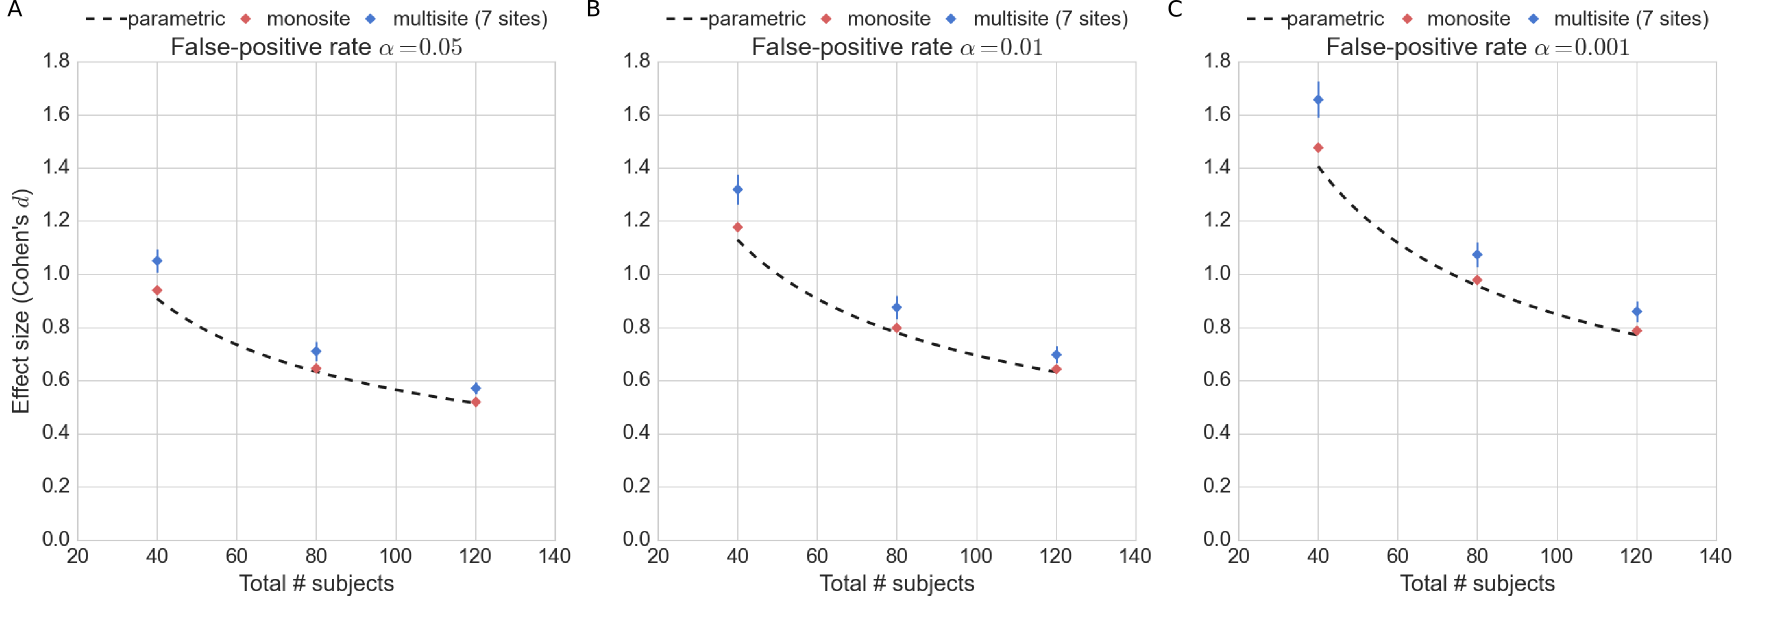 A
parametric monosite multisite (7 sites)
False-positive rate α=0.05
1.8
1.6
1.4
1.2
1.0
0.8
0.6
0.4
0.2
0.0
Effect size (Cohen's d)
20 40 60 80 100 120 140
Total # subjects
B
parametric monosite multisite (7 sites)
False-positive rate α=0.01
1.8
1.6
1.4
1.2
1.0
0.8
0.6
0.4
0.2
0.0
20 40 60 80 100 120 140
Total # subjects
C
parametric monosite multisite (7 sites)
False-positive rate α=0.001
1.8
1.6
1.4
1.2
1.0
0.8
0.6
0.4
0.2
0.0
20 40 60 80 100 120 140
Total # subjects